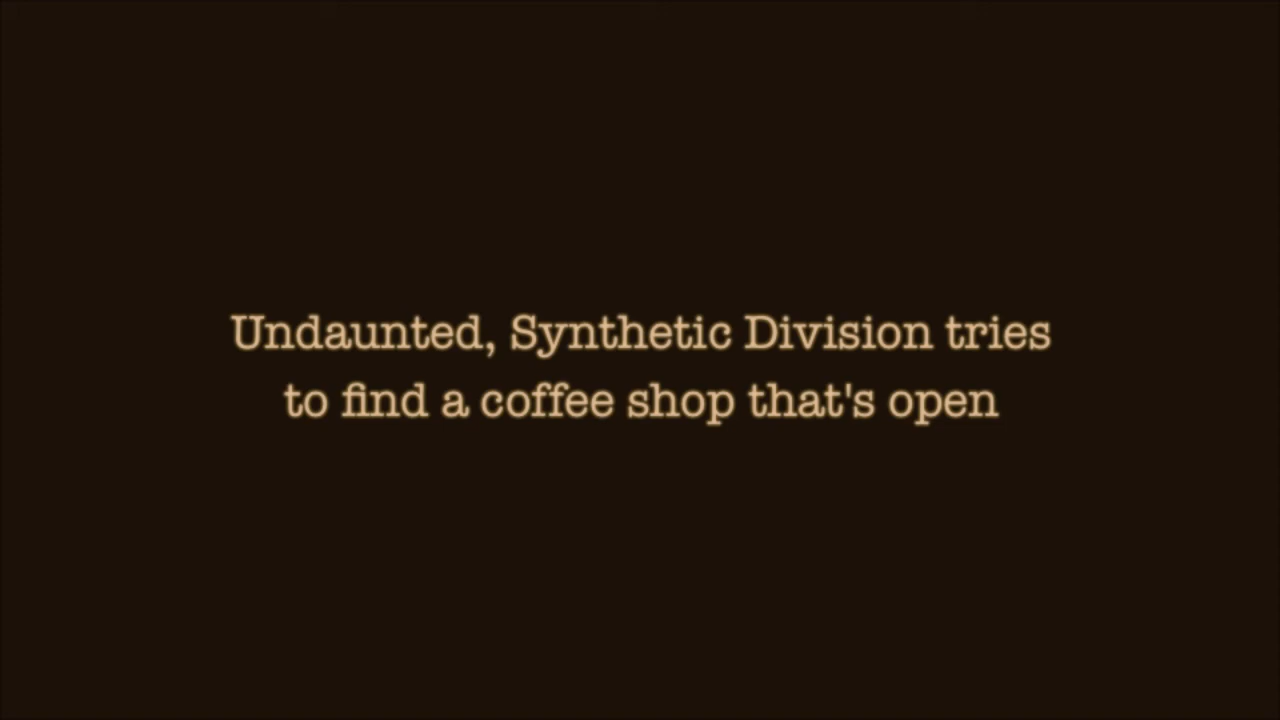 Undaunted, Synthetic Division tries
to find a coffee shop that's open